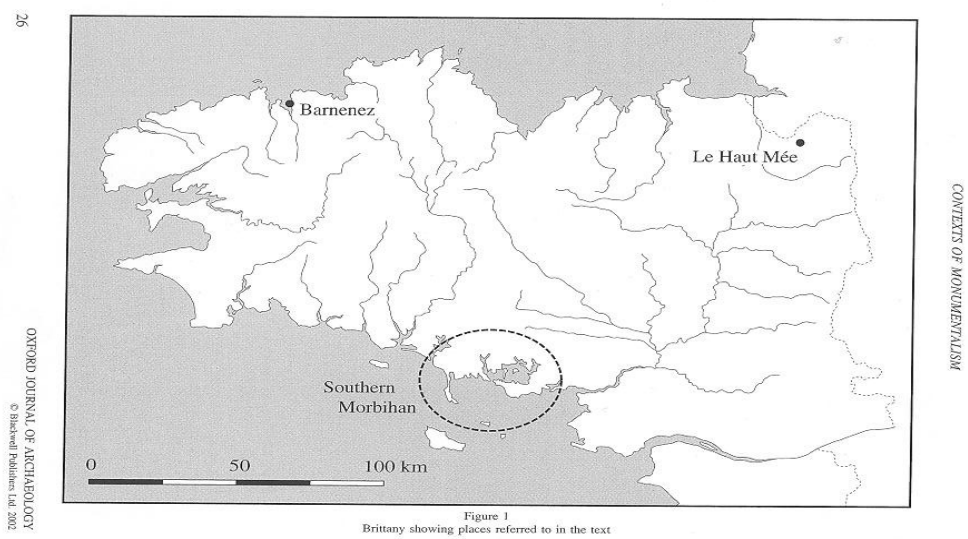 26
CONTEXTS OF MONUMENTALISM
Barnenez
Le Haut Mée
Southern
Morbihan
0 50 100 km
Figure 1
Brittany showing places referred to in the text
OXFORD JOURNAL OF ARCHAEOLOGY
© Blackwell Publishers Ltd. 2002